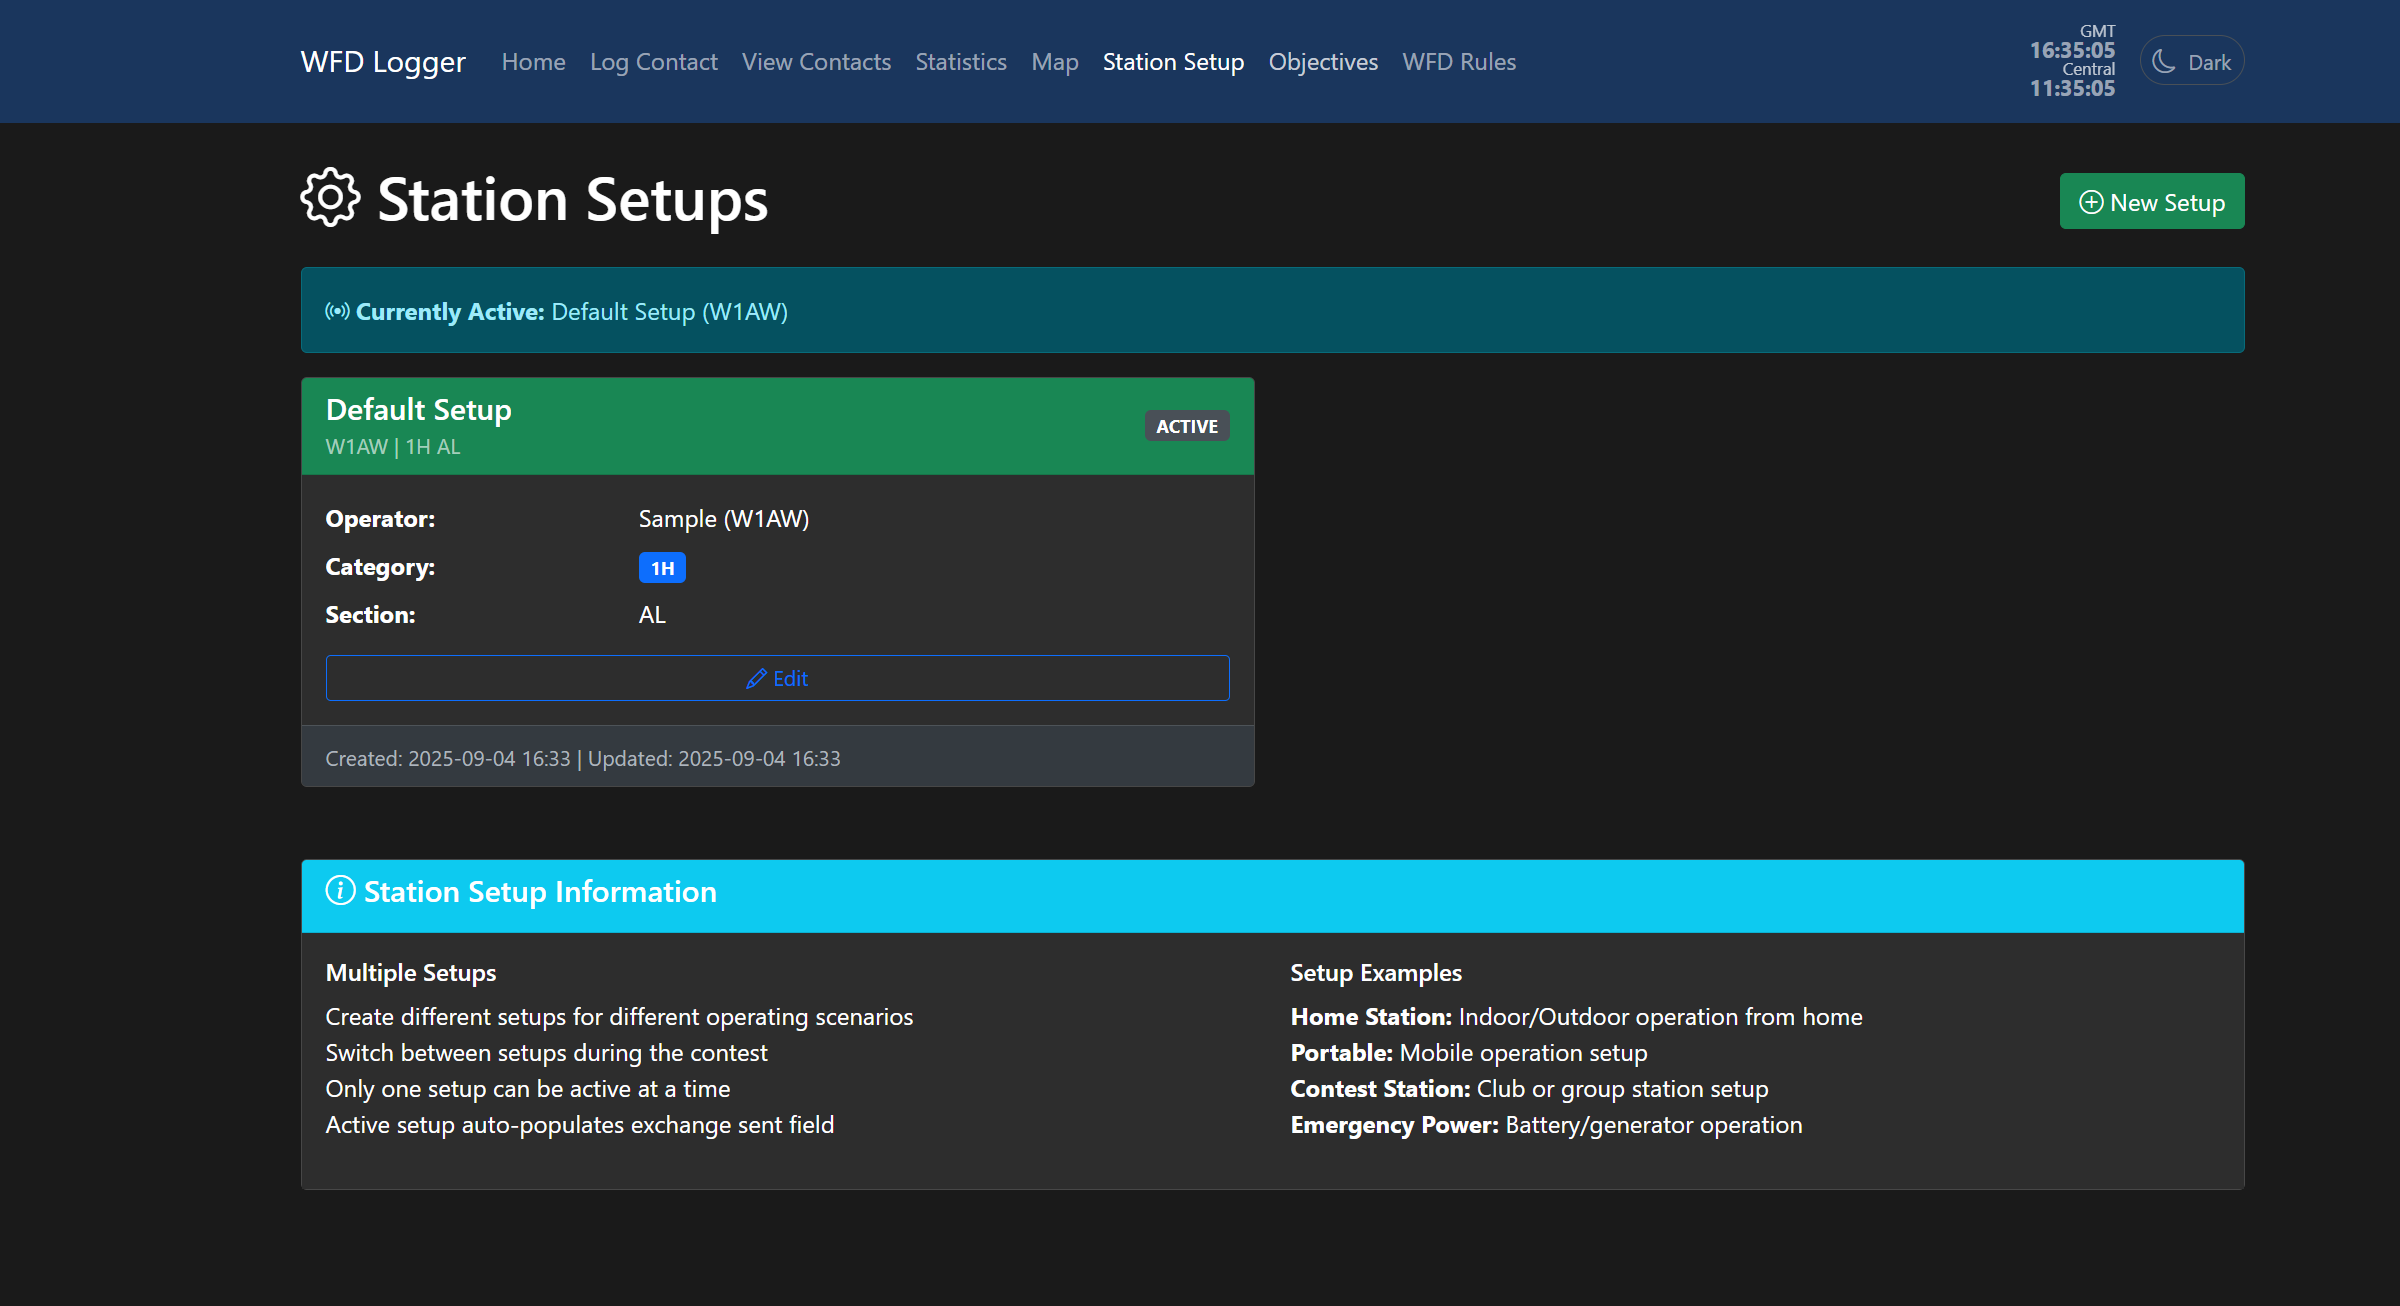 WFD Logger Home Log Contact View Contacts Statistics Map Station Setup Objectives WFD Rules
GMT
16:35:05
Central
11:35:05
Dark
Station Setups
New Setup
Currently Active: Default Setup (W1AW)
Default Setup
W1AW | 1H AL
ACTIVE
Operator: Sample (W1AW)
Category: 1H
Section: AL
Edit
Created: 2025-09-04 16:33 | Updated: 2025-09-04 16:33
Station Setup Information
Multiple Setups
Create different setups for different operating scenarios
Switch between setups during the contest
Only one setup can be active at a time
Active setup auto-populates exchange sent field
Setup Examples
Home Station: Indoor/Outdoor operation from home
Portable: Mobile operation setup
Contest Station: Club or group station setup
Emergency Power: Battery/generator operation